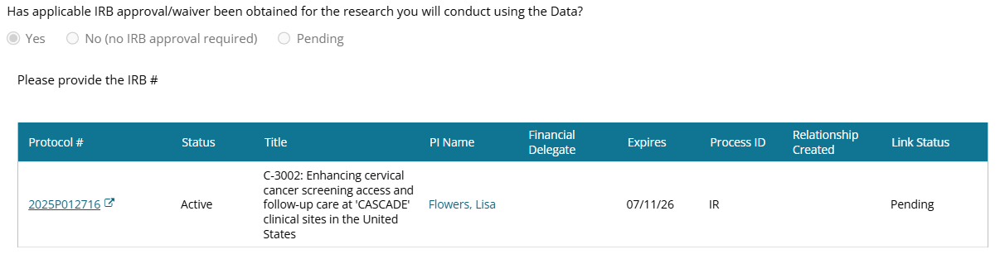 Has applicable IRB approval/waiver been obtained for the research you will conduct using the Data?
Yes No (no IRB approval required) Pending
Please provide the IRB #
Protocol # Status Title PI Name Financial Delegate Expires Process ID Relationship Created Link Status
2025P012716 Active C-3002: Enhancing cervical cancer screening access and follow-up care at 'CASCADE' clinical sites in the United States Flowers, Lisa 07/11/26 IR Pending